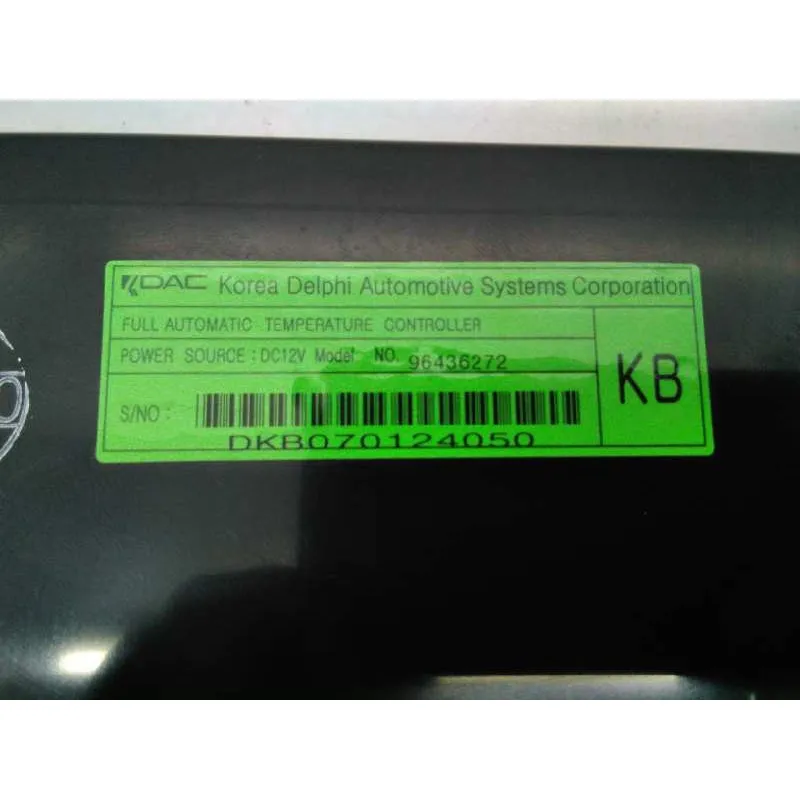 KDAC Korea Delphi Automotive Systems Corporation
FULL AUTOMATIC TEMPERATURE CONTROLLER
POWER SOURCE : DC12V Model NO. 96436272
KB
S/NO :
DKB070124050